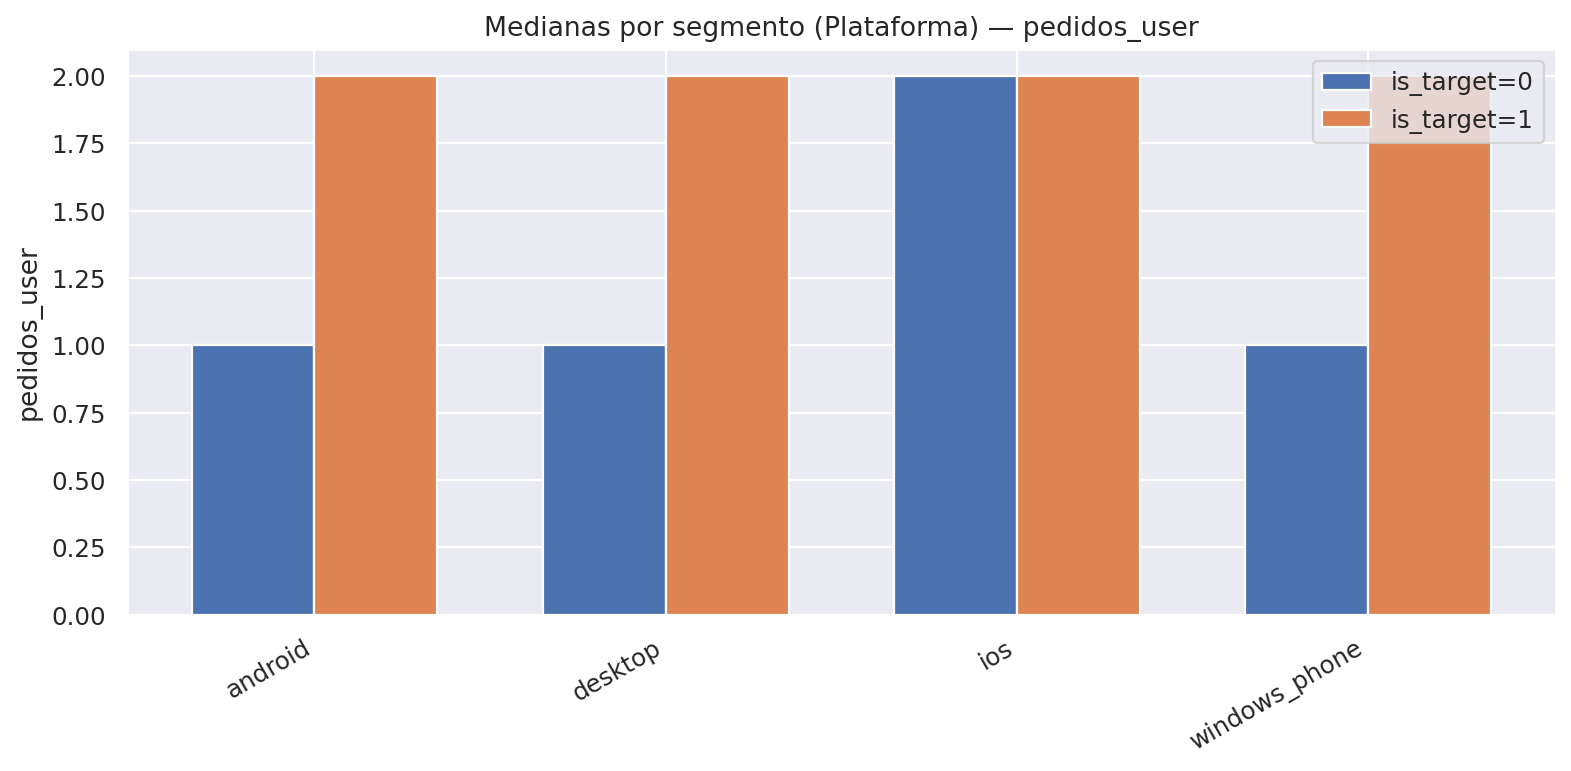 Medianas por segmento (Plataforma) — pedidos_user
is_target=0
is_target=1
pedidos_user
2.00
1.75
1.50
1.25
1.00
0.75
0.50
0.25
0.00
android
desktop
ios
windows_phone